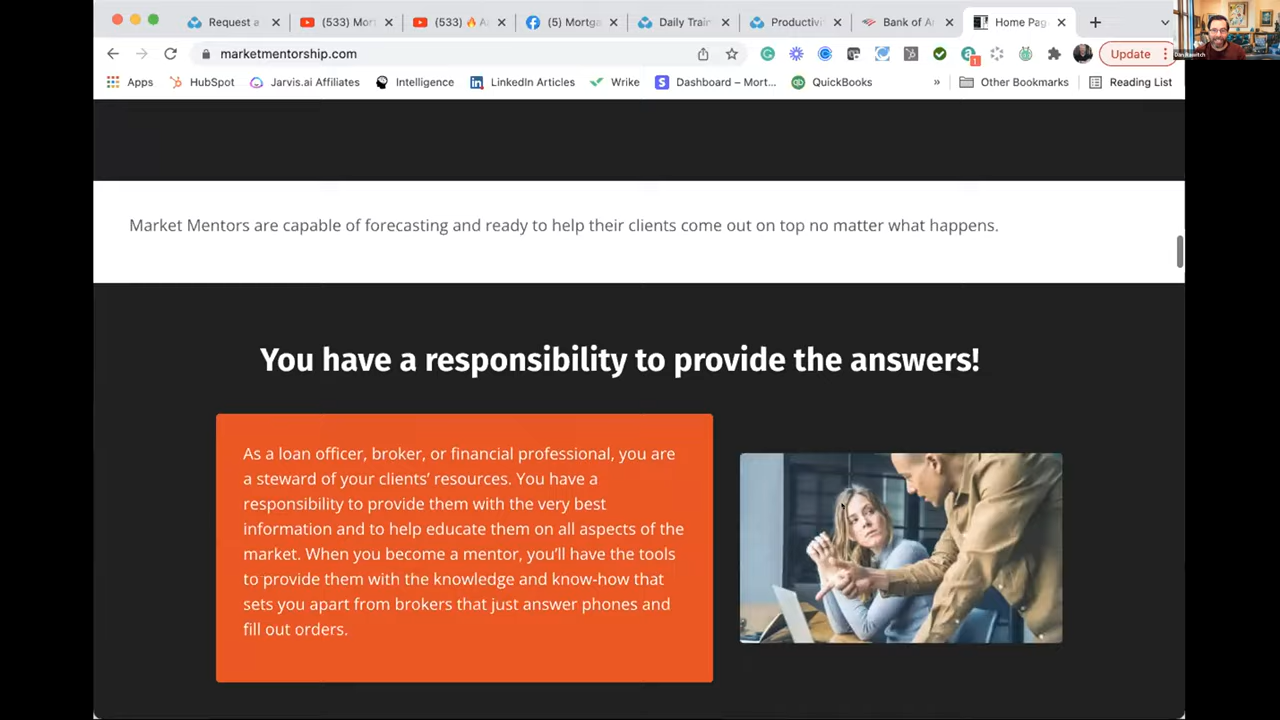 Request a
(533) Mor
(533) 🔥 A
(5) Mortga
Daily Train
Productivi
Bank of A
Home Page
marketmentorship.com
Update
Apps
HubSpot
Jarvis.ai Affiliates
Intelligence
LinkedIn Articles
Wrike
Dashboard – Mort...
QuickBooks
»
Other Bookmarks
Reading List
Market Mentors are capable of forecasting and ready to help their clients come out on top no matter what happens.
You have a responsibility to provide the answers!
As a loan officer, broker, or financial professional, you are
a steward of your clients’ resources. You have a
responsibility to provide them with the very best
information and to help educate them on all aspects of the
market. When you become a mentor, you’ll have the tools
to provide them with the knowledge and know-how that
sets you apart from brokers that just answer phones and
fill out orders.